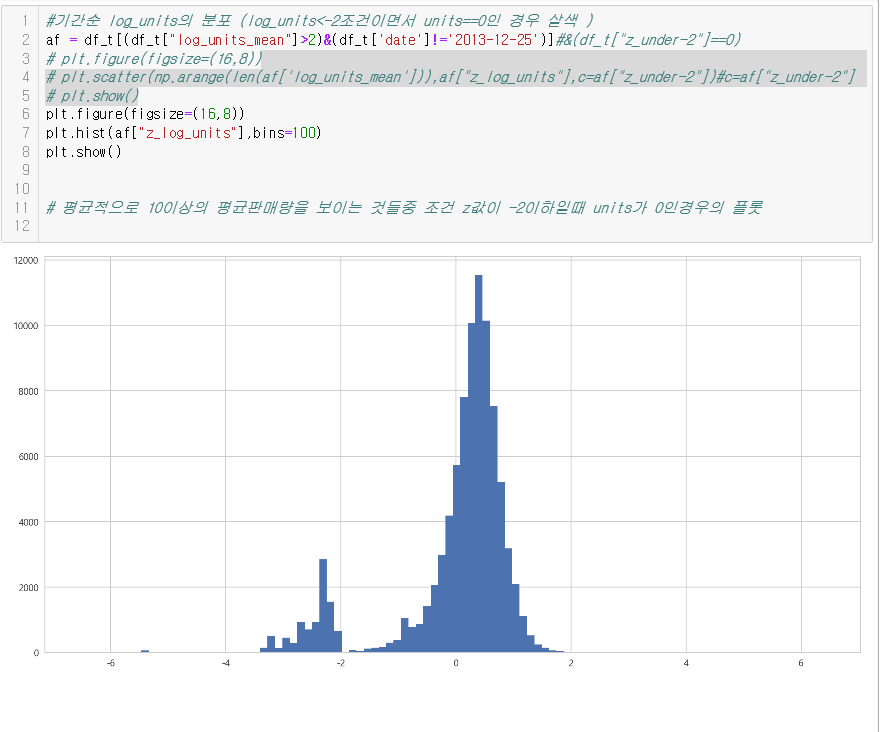 1 #기간순 log_units의 분포 (log_units<-2조건이면서 units==0인 경우 살색 )
2 af = df_t[(df_t["log_units_mean"]>2)&(df_t['date']!='2013-12-25')]#&(df_t["z_under-2"]==0)
3 # plt.figure(figsize=(16,8))
4 # plt.scatter(np.arange(len(af['log_units_mean'])),af["z_log_units"],c=af["z_under-2"])#c=af["z_under-2"]
5 # plt.show()
6 plt.figure(figsize=(16,8))
7 plt.hist(af["z_log_units"],bins=100)
8 plt.show()
9
10
11 # 평균적으로 10이상의 평균판매량을 보이는 것들중 조건 z값이 -2이하일때 units가 0인경우의 플롯
12
12000
10000
8000
6000
4000
2000
0
-6 -4 -2 0 2 4 6